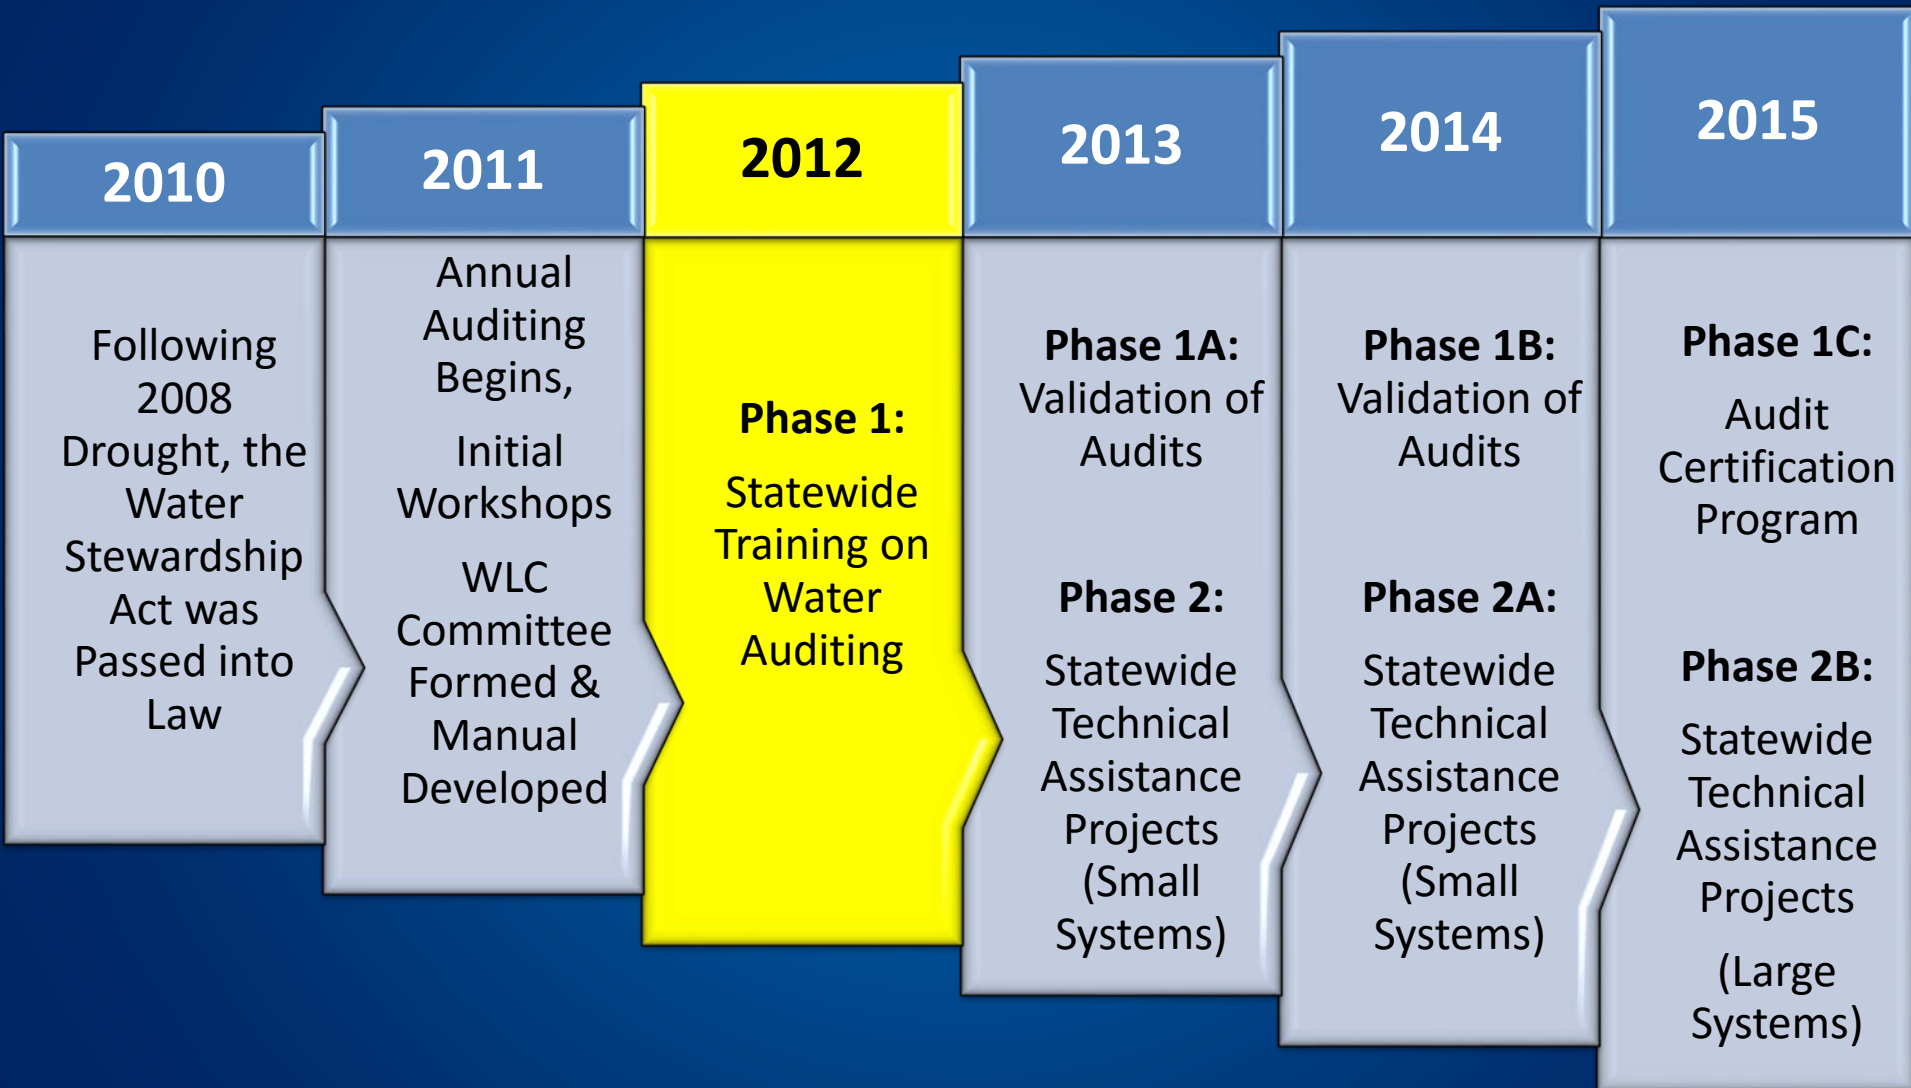 2010
Following
2008
Drought, the
Water
Stewardship
Act was
Passed into
Law
2011
Annual
Auditing
Begins,
Initial
Workshops
WLC
Committee
Formed &
Manual
Developed
2012
Phase 1:
Statewide
Training on
Water
Auditing
2013
Phase 1A:
Validation of
Audits
Phase 2:
Statewide
Technical
Assistance
Projects
(Small
Systems)
2014
Phase 1B:
Validation of
Audits
Phase 2A:
Statewide
Technical
Assistance
Projects
(Small
Systems)
2015
Phase 1C:
Audit
Certification
Program
Phase 2B:
Statewide
Technical
Assistance
Projects
(Large
Systems)